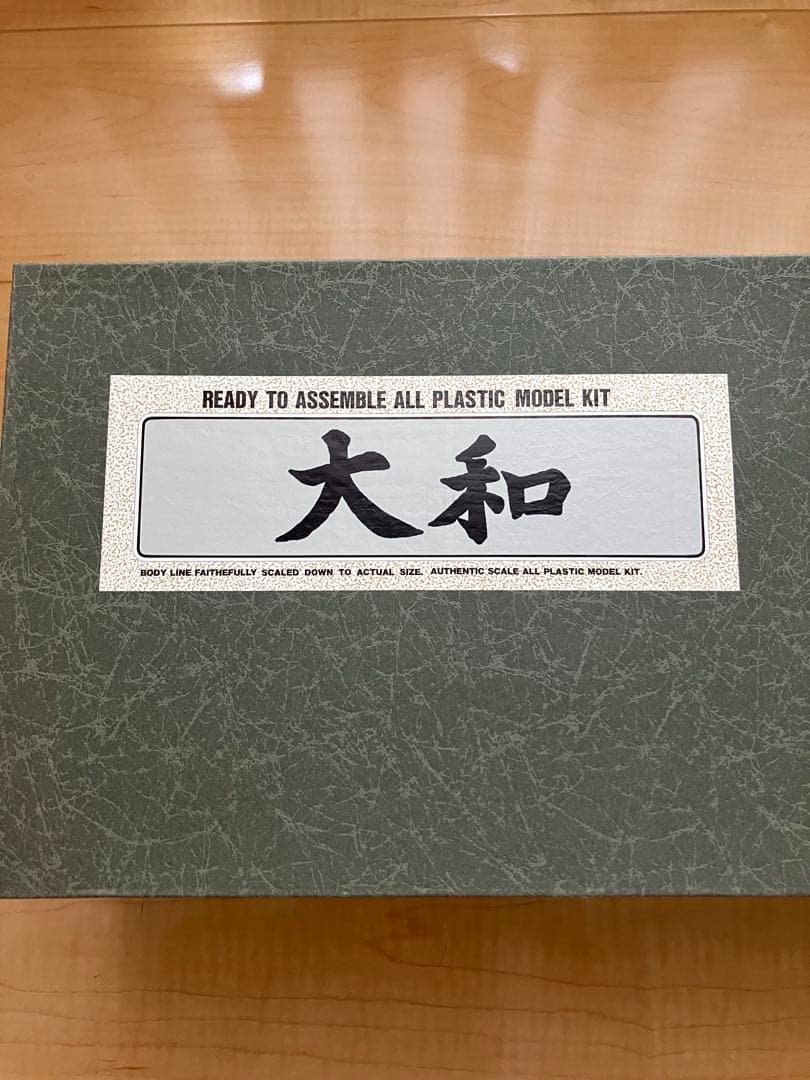 READY TO ASSEMBLE ALL PLASTIC MODEL KIT
大和
BODY LINE FAITHEFULLY SCALED DOWN TO ACTUAL SIZE. AUTHENTIC SCALE ALL PLASTIC MODEL KIT.